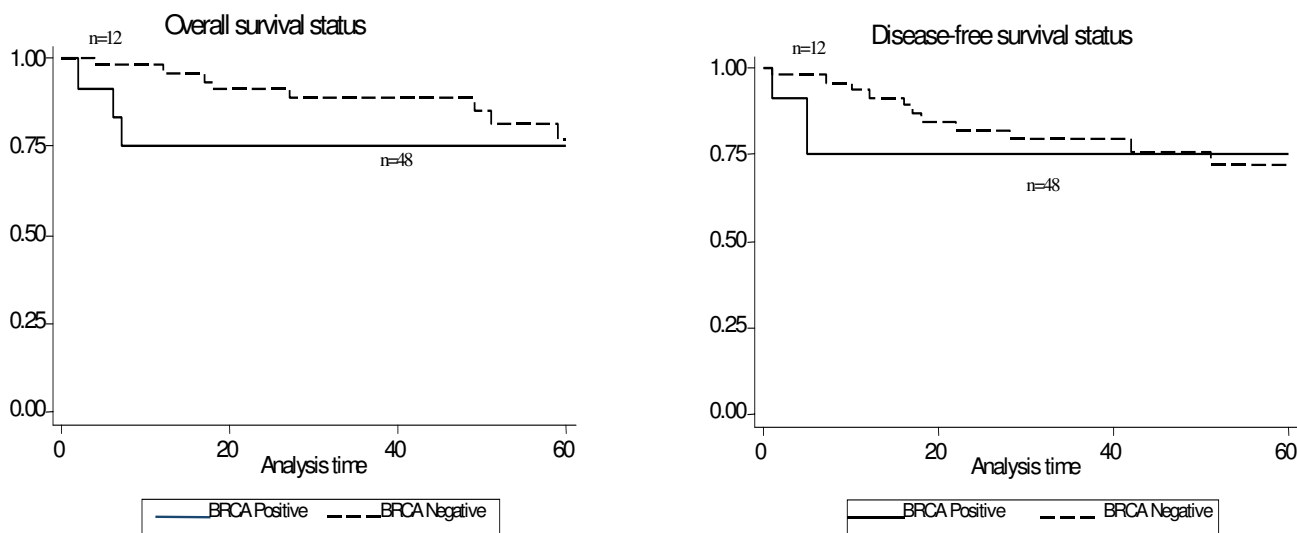 Overall survival status
n=12
1.00
0.75
n=48
0.50
0.25
0.00
0 20 40 60
Analysis time
BRCA Positive BRCA Negative
Disease-free survival status
n=12
1.00
0.75
n=48
0.50
0.25
0.00
0 20 40 60
Analysis time
BRCA Positive BRCA Negative